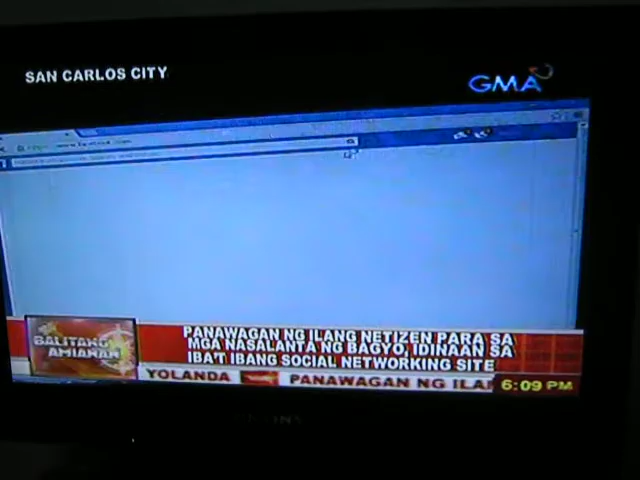 SAN CARLOS CITY
GMA
BALITANG
AMIANAN
PANAWAGAN NG ILANG NETIZEN PARA SA
MGA NASALANTA NG BAGYO, IDINAAN SA
IBA'T IBANG SOCIAL NETWORKING SITE
YOLANDA PANAWAGAN NG ILA
6:09 PM